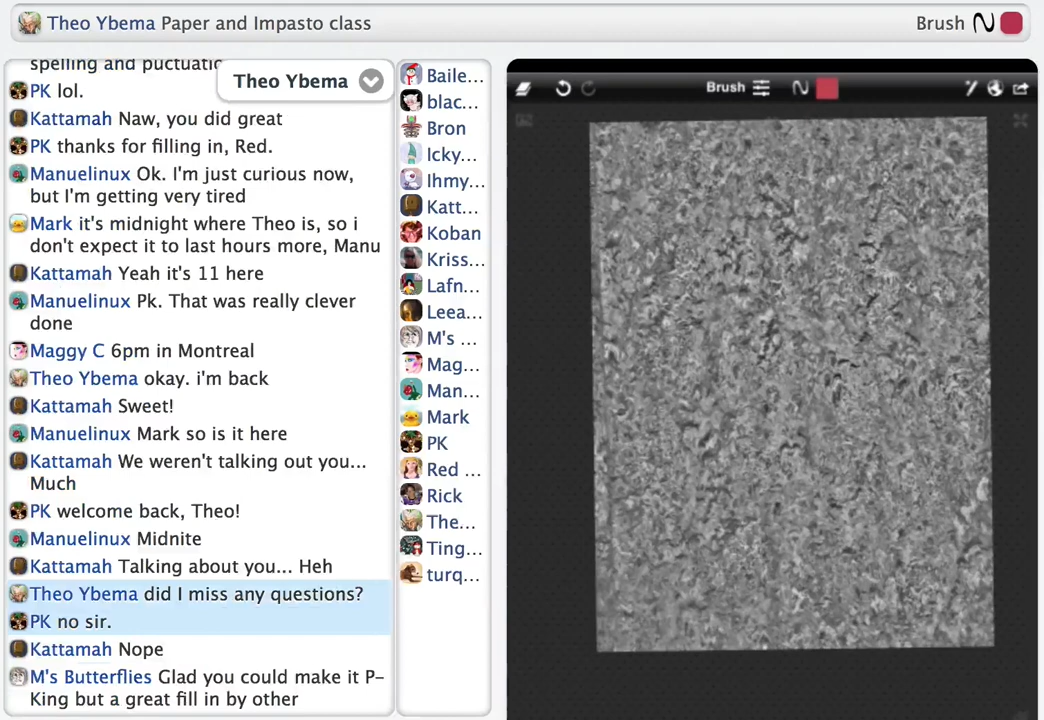 Theo Ybema Paper and Impasto class
Brush
spelling and
Theo Ybema
PK lol.
Kattamah Naw, you did great
PK thanks for filling in, Red.
Manuelinux Ok. I'm just curious now,
but I'm getting very tired
Mark it's midnight where Theo is, so i
don't expect it to last hours more, Manu
Kattamah Yeah it's 11 here
Manuelinux Pk. That was really clever
done
Maggy C 6pm in Montreal
Theo Ybema okay. i'm back
Kattamah Sweet!
Manuelinux Mark so is it here
Kattamah We weren't talking out you...
Much
PK welcome back, Theo!
Manuelinux Midnite
Kattamah Talking about you... Heh
Theo Ybema did I miss any questions?
PK no sir.
Kattamah Nope
M's Butterflies Glad you could make it P-
King but a great fill in by other
Baile...
blac...
Bron
Icky...
Ihmy...
Katt...
Koban
Kriss...
Lafn...
Leea...
M's ...
Mag...
Man...
Mark
PK
Red ...
Rick
The...
Ting...
turq...
Brush